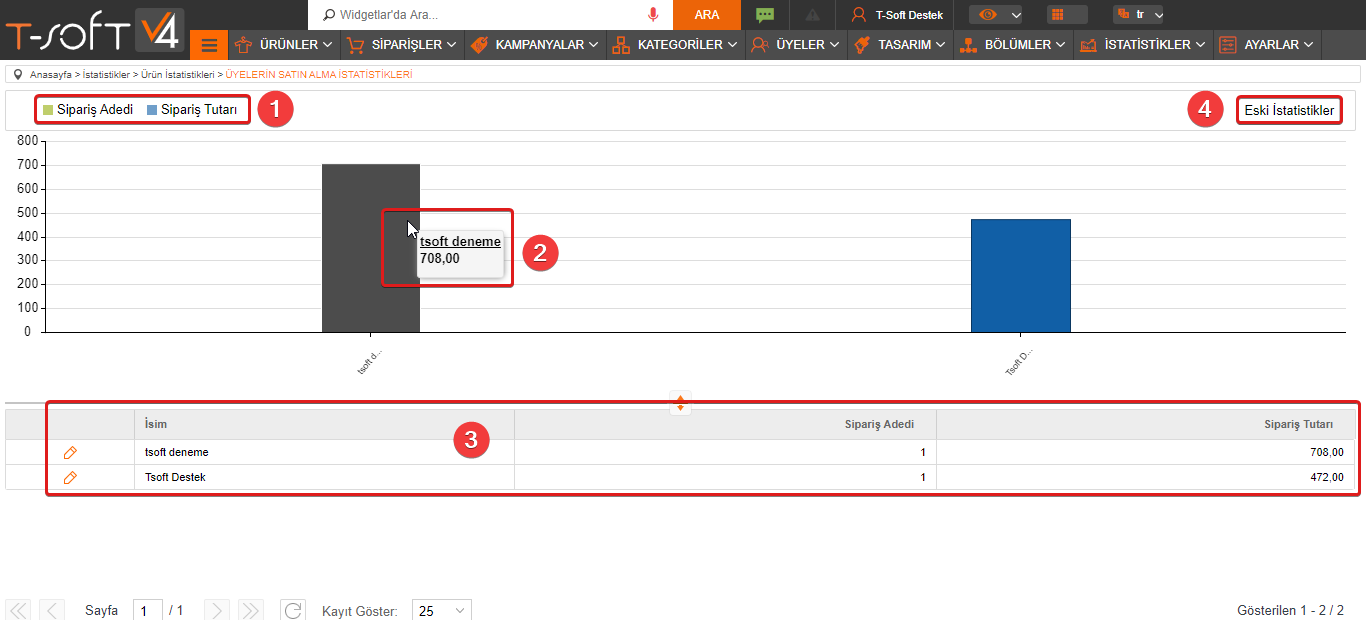 T-SOFT V4
Widgetlar'da Ara...
ARA
T-Soft Destek
tr
ÜRÜNLER
SİPARİŞLER
KAMPANYALAR
KATEGORİLER
ÜYELER
TASARIM
BÖLÜMLER
İSTATİSTİKLER
AYARLAR
Anasayfa > İstatistikler > Ürün İstatistikleri > ÜYELERİN SATIN ALMA İSTATİSTİKLERİ
Sipariş Adedi Sipariş Tutarı 1
4 Eski İstatistikler
800
700
600
500
400
300
200
100
0
tsoft deneme
708,00
2
tsoft d...
Tsoft D...
3
İsim Sipariş Adedi Sipariş Tutarı
tsoft deneme 1 708,00
Tsoft Destek 1 472,00
Sayfa 1 / 1 Kayıt Göster: 25 Gösterilen 1 - 2 / 2